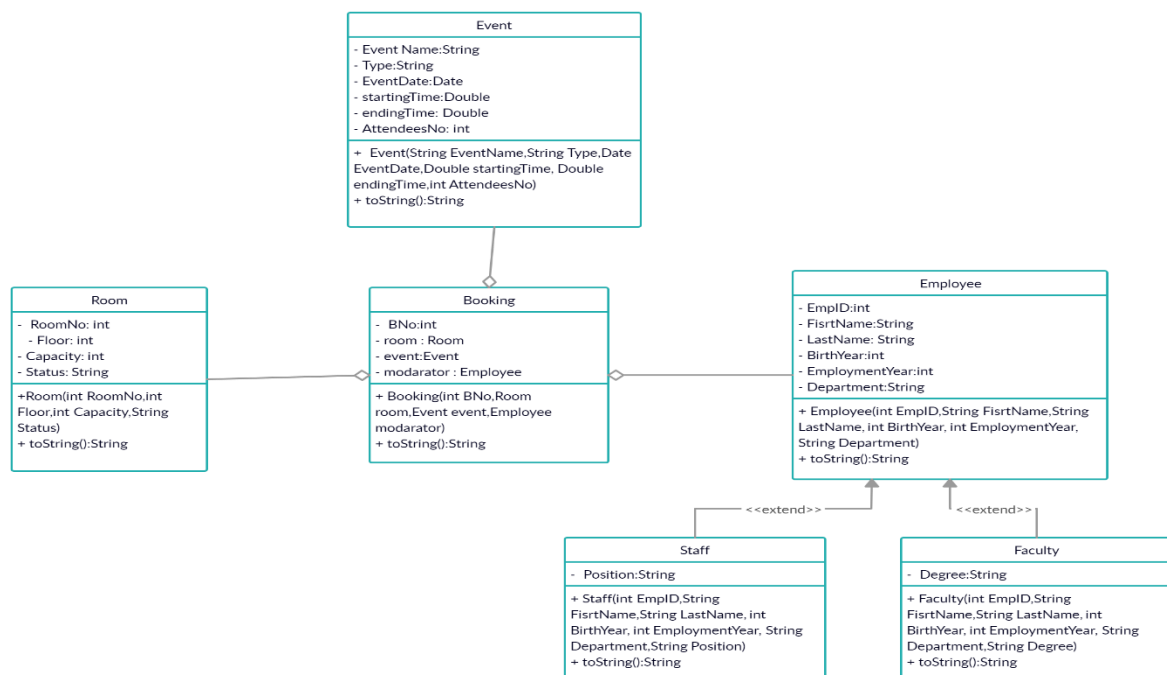 Event
- Event Name:String
- Type:String
- EventDate:Date
- startingTime:Double
- endingTime: Double
- AttendeesNo: int
+ Event(String EventName,String Type,Date
EventDate,Double startingTime, Double
endingTime,int AttendeesNo)
+ toString():String
Room
- RoomNo: int
- Floor: int
- Capacity: int
- Status: String
+Room(int RoomNo,int
Floor,int Capacity,String
Status)
+ toString():String
Booking
- BNo:int
- room : Room
- event:Event
- modarator : Employee
+ Booking(int BNo,Room
room,Event event,Employee
modarator)
+ toString():String
Employee
- EmpID:int
- FisrtName:String
- LastName: String
- BirthYear:int
- EmploymentYear:int
- Department:String
+ Employee(int EmpID,String FisrtName,String
LastName, int BirthYear, int EmploymentYear,
String Department)
+ toString():String
<<extend>>
<<extend>>
Staff
- Position:String
+ Staff(int EmpID,String
FisrtName,String LastName, int
BirthYear, int EmploymentYear, String
Department,String Position)
+ toString():String
Faculty
- Degree:String
+ Faculty(int EmpID,String
FisrtName,String LastName, int
BirthYear, int EmploymentYear, String
Department,String Degree)
+ toString():String